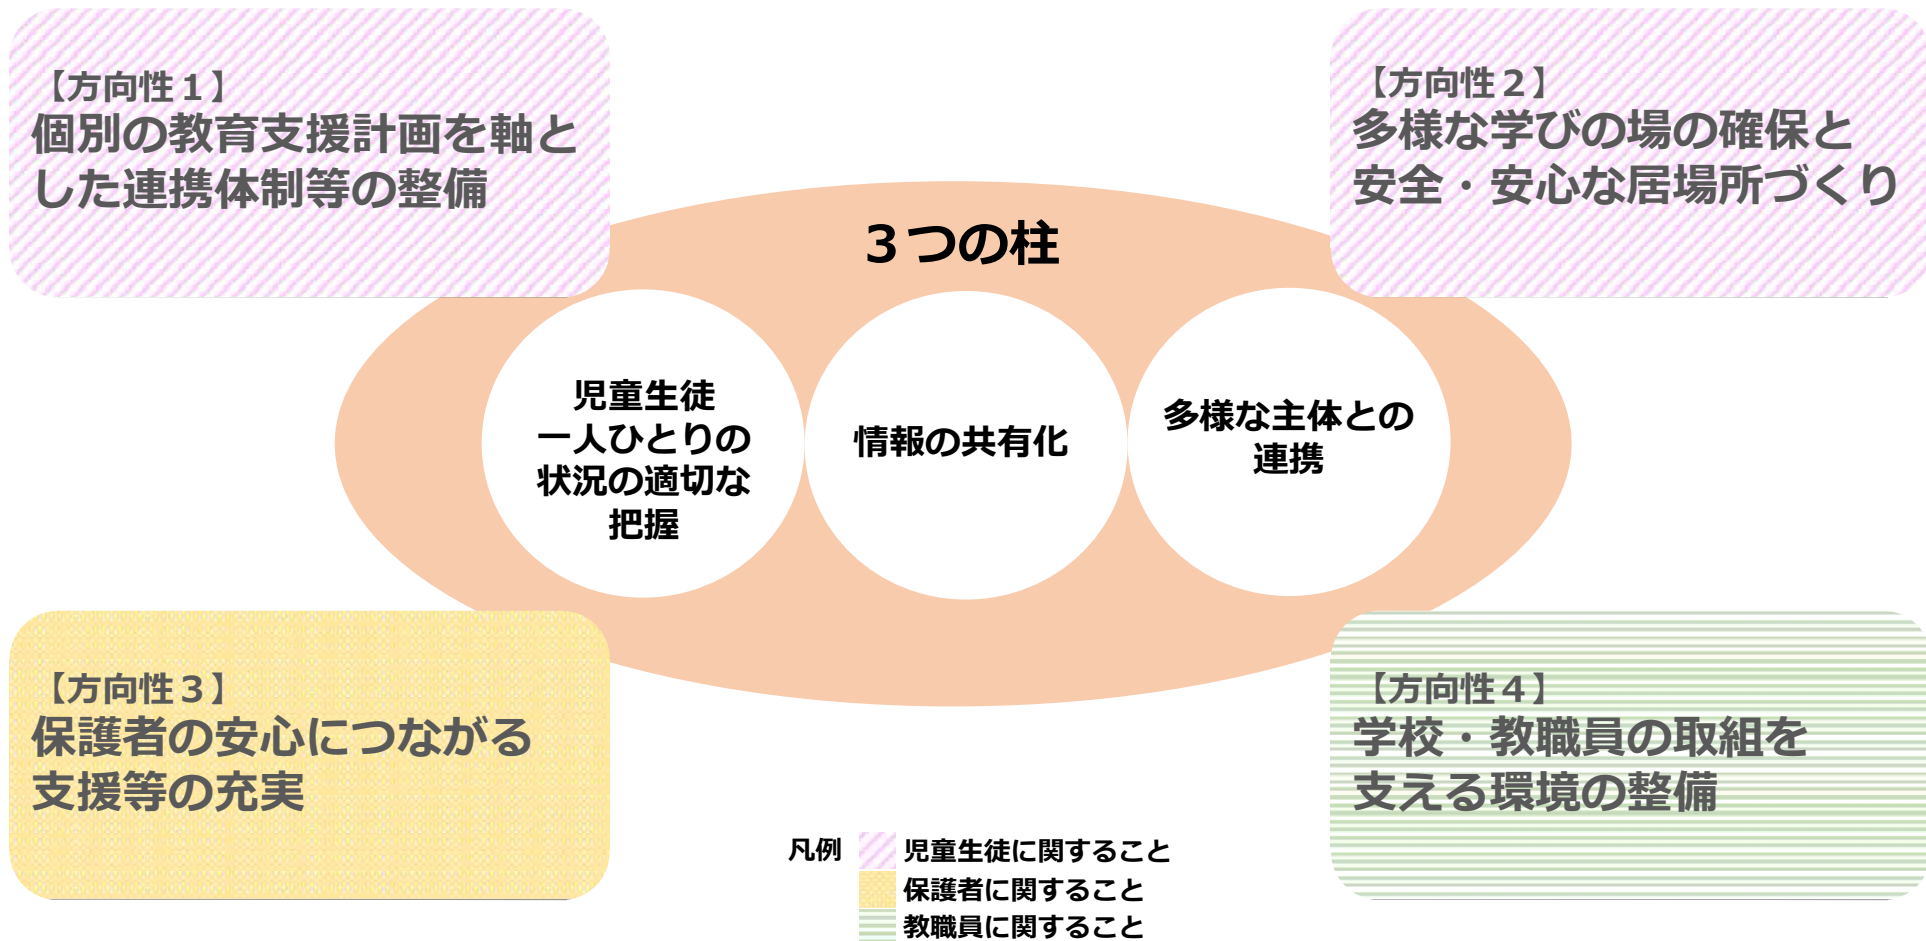 【方向性１】
個別の教育支援計画を軸と
した連携体制等の整備
【方向性２】
多様な学びの場の確保と
安全・安心な居場所づくり
３つの柱
児童生徒
一人ひとりの
状況の適切な
把握
情報の共有化
多様な主体との
連携
【方向性３】
保護者の安心につながる
支援等の充実
【方向性４】
学校・教職員の取組を
支える環境の整備
凡例
児童生徒に関すること
保護者に関すること
教職員に関すること